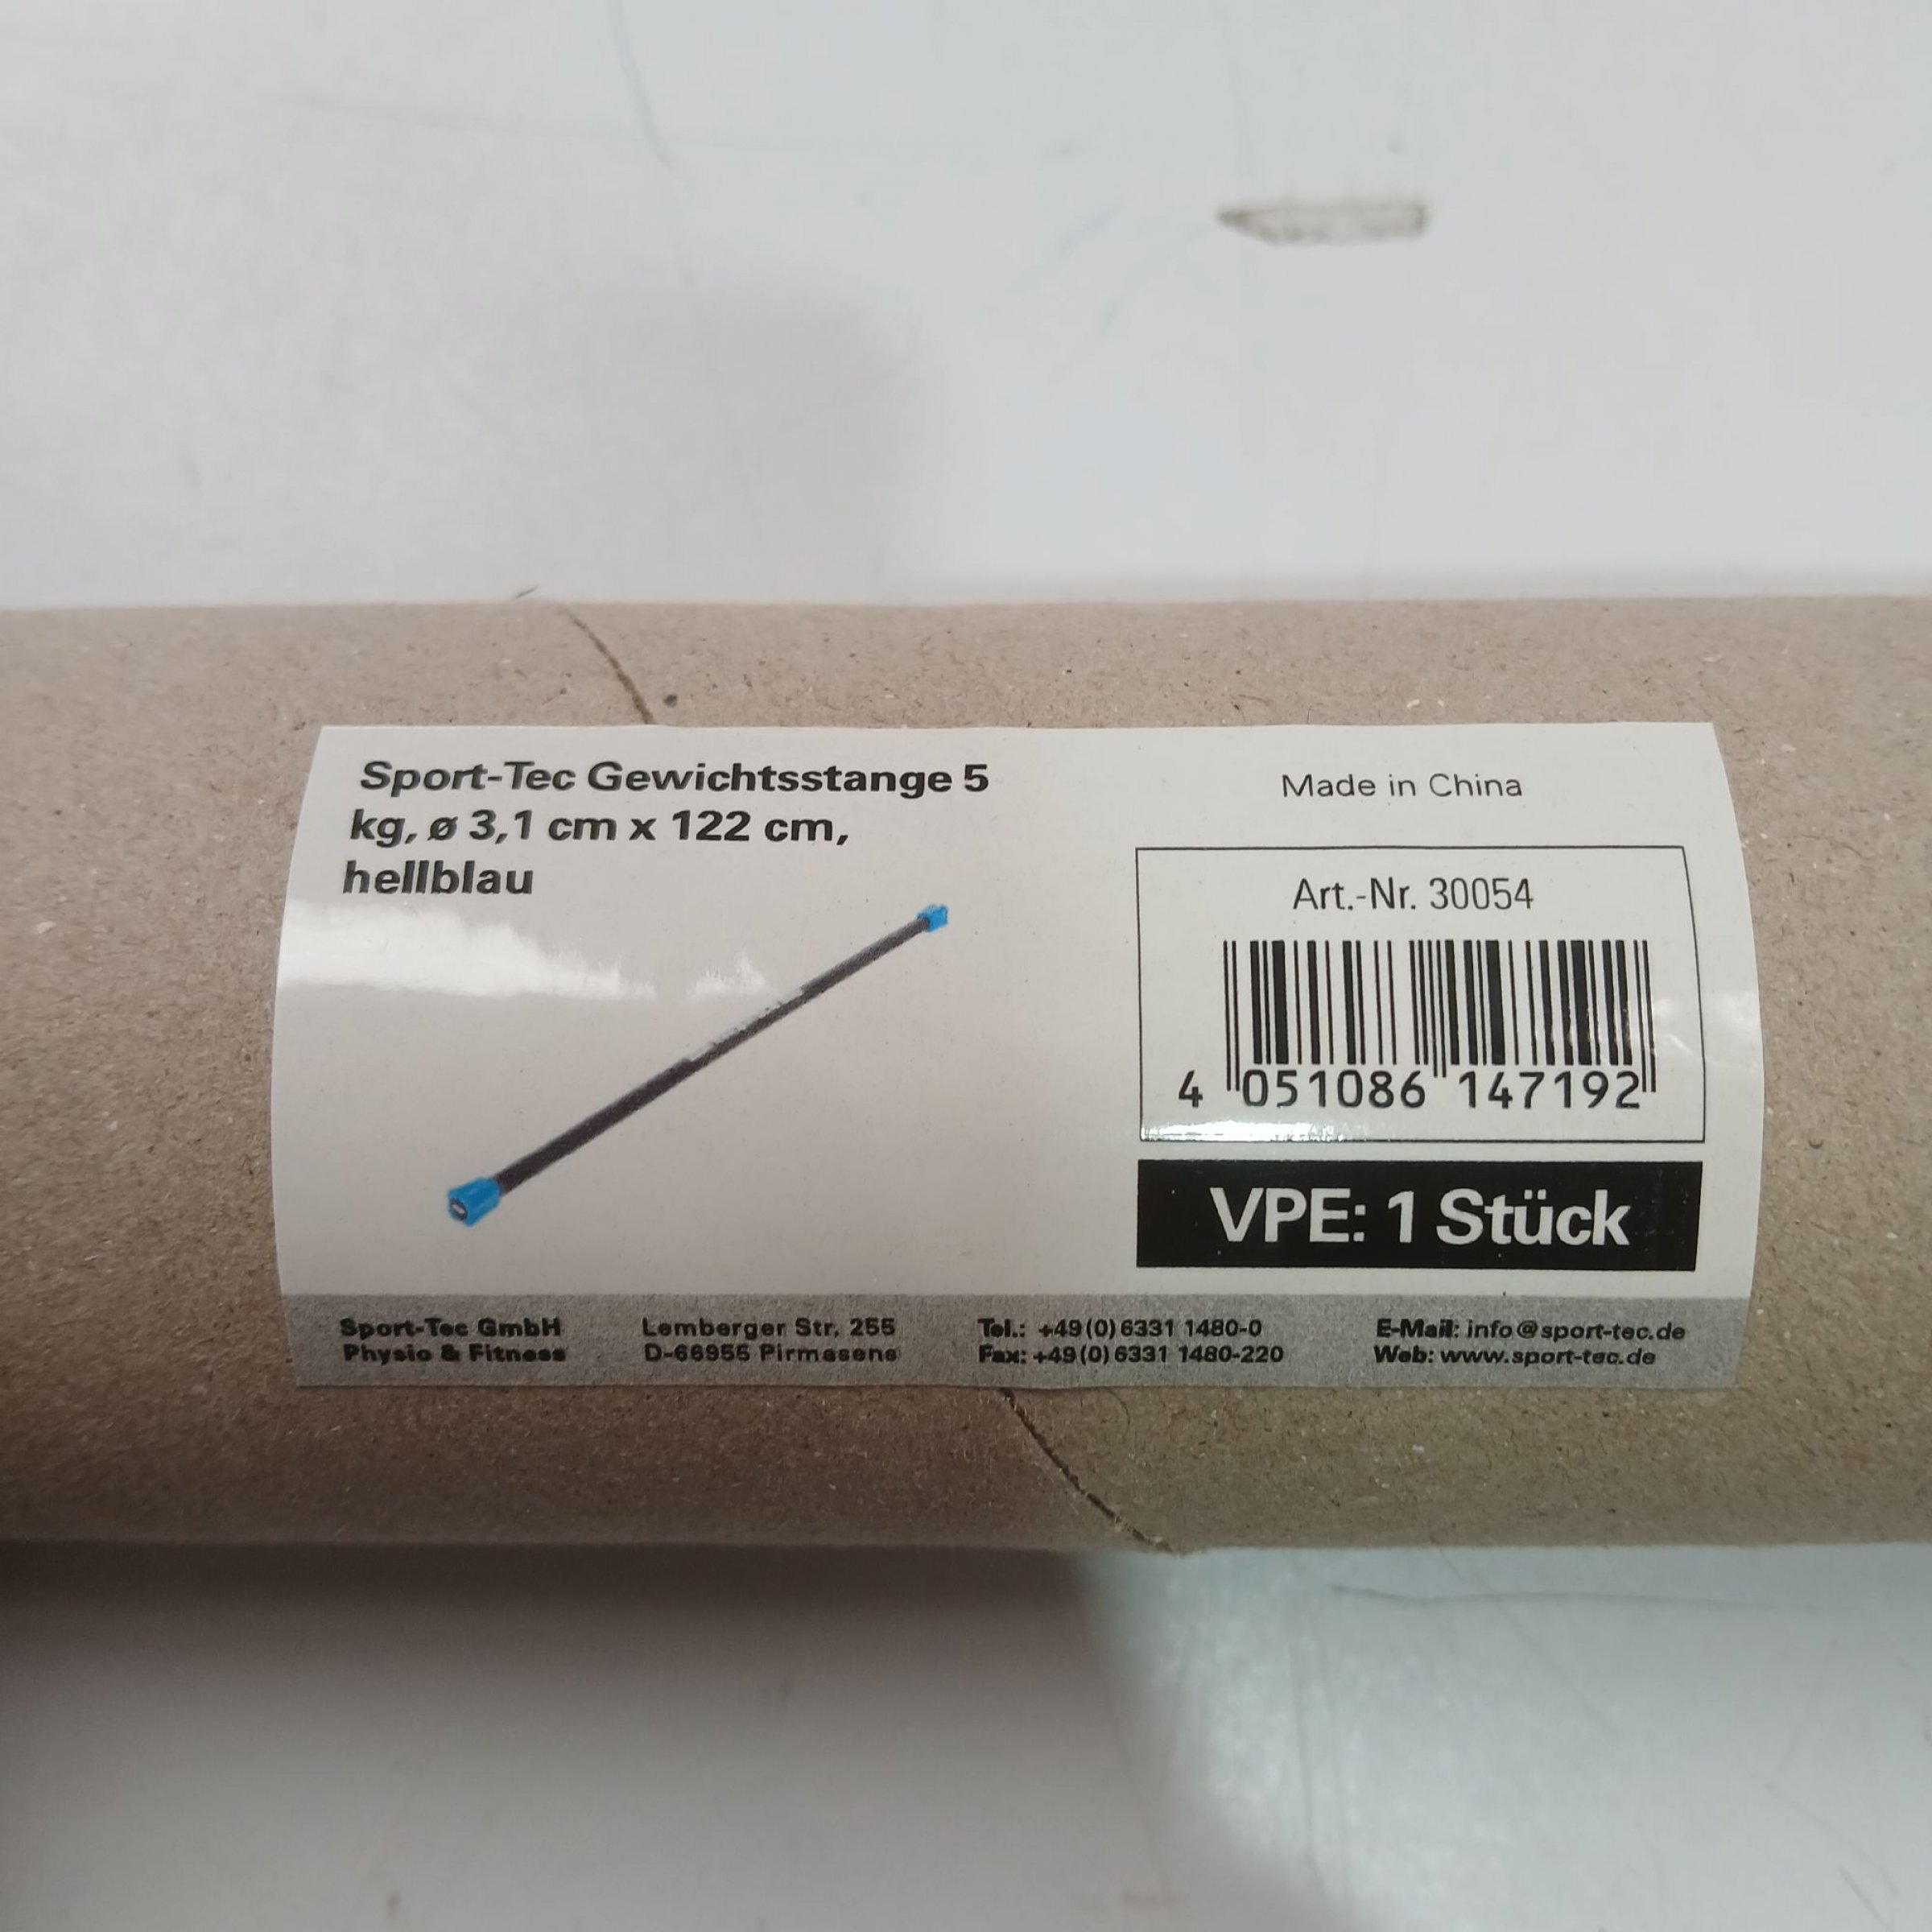 Sport-Tec Gewichtsstange 5
kg, ø 3,1 cm x 122 cm,
hellblau
Made in China
Art.-Nr. 30054
4 051086 147192
VPE: 1 Stück
Sport-Tec GmbH
Physio & Fitness
Lemberger Str. 255
D-66955 Pirmasens
Tel.: +49(0)6331 1480-0
Fax: +49(0)6331 1480-220
E-Mail: info@sport-tec.de
Web: www.sport-tec.de